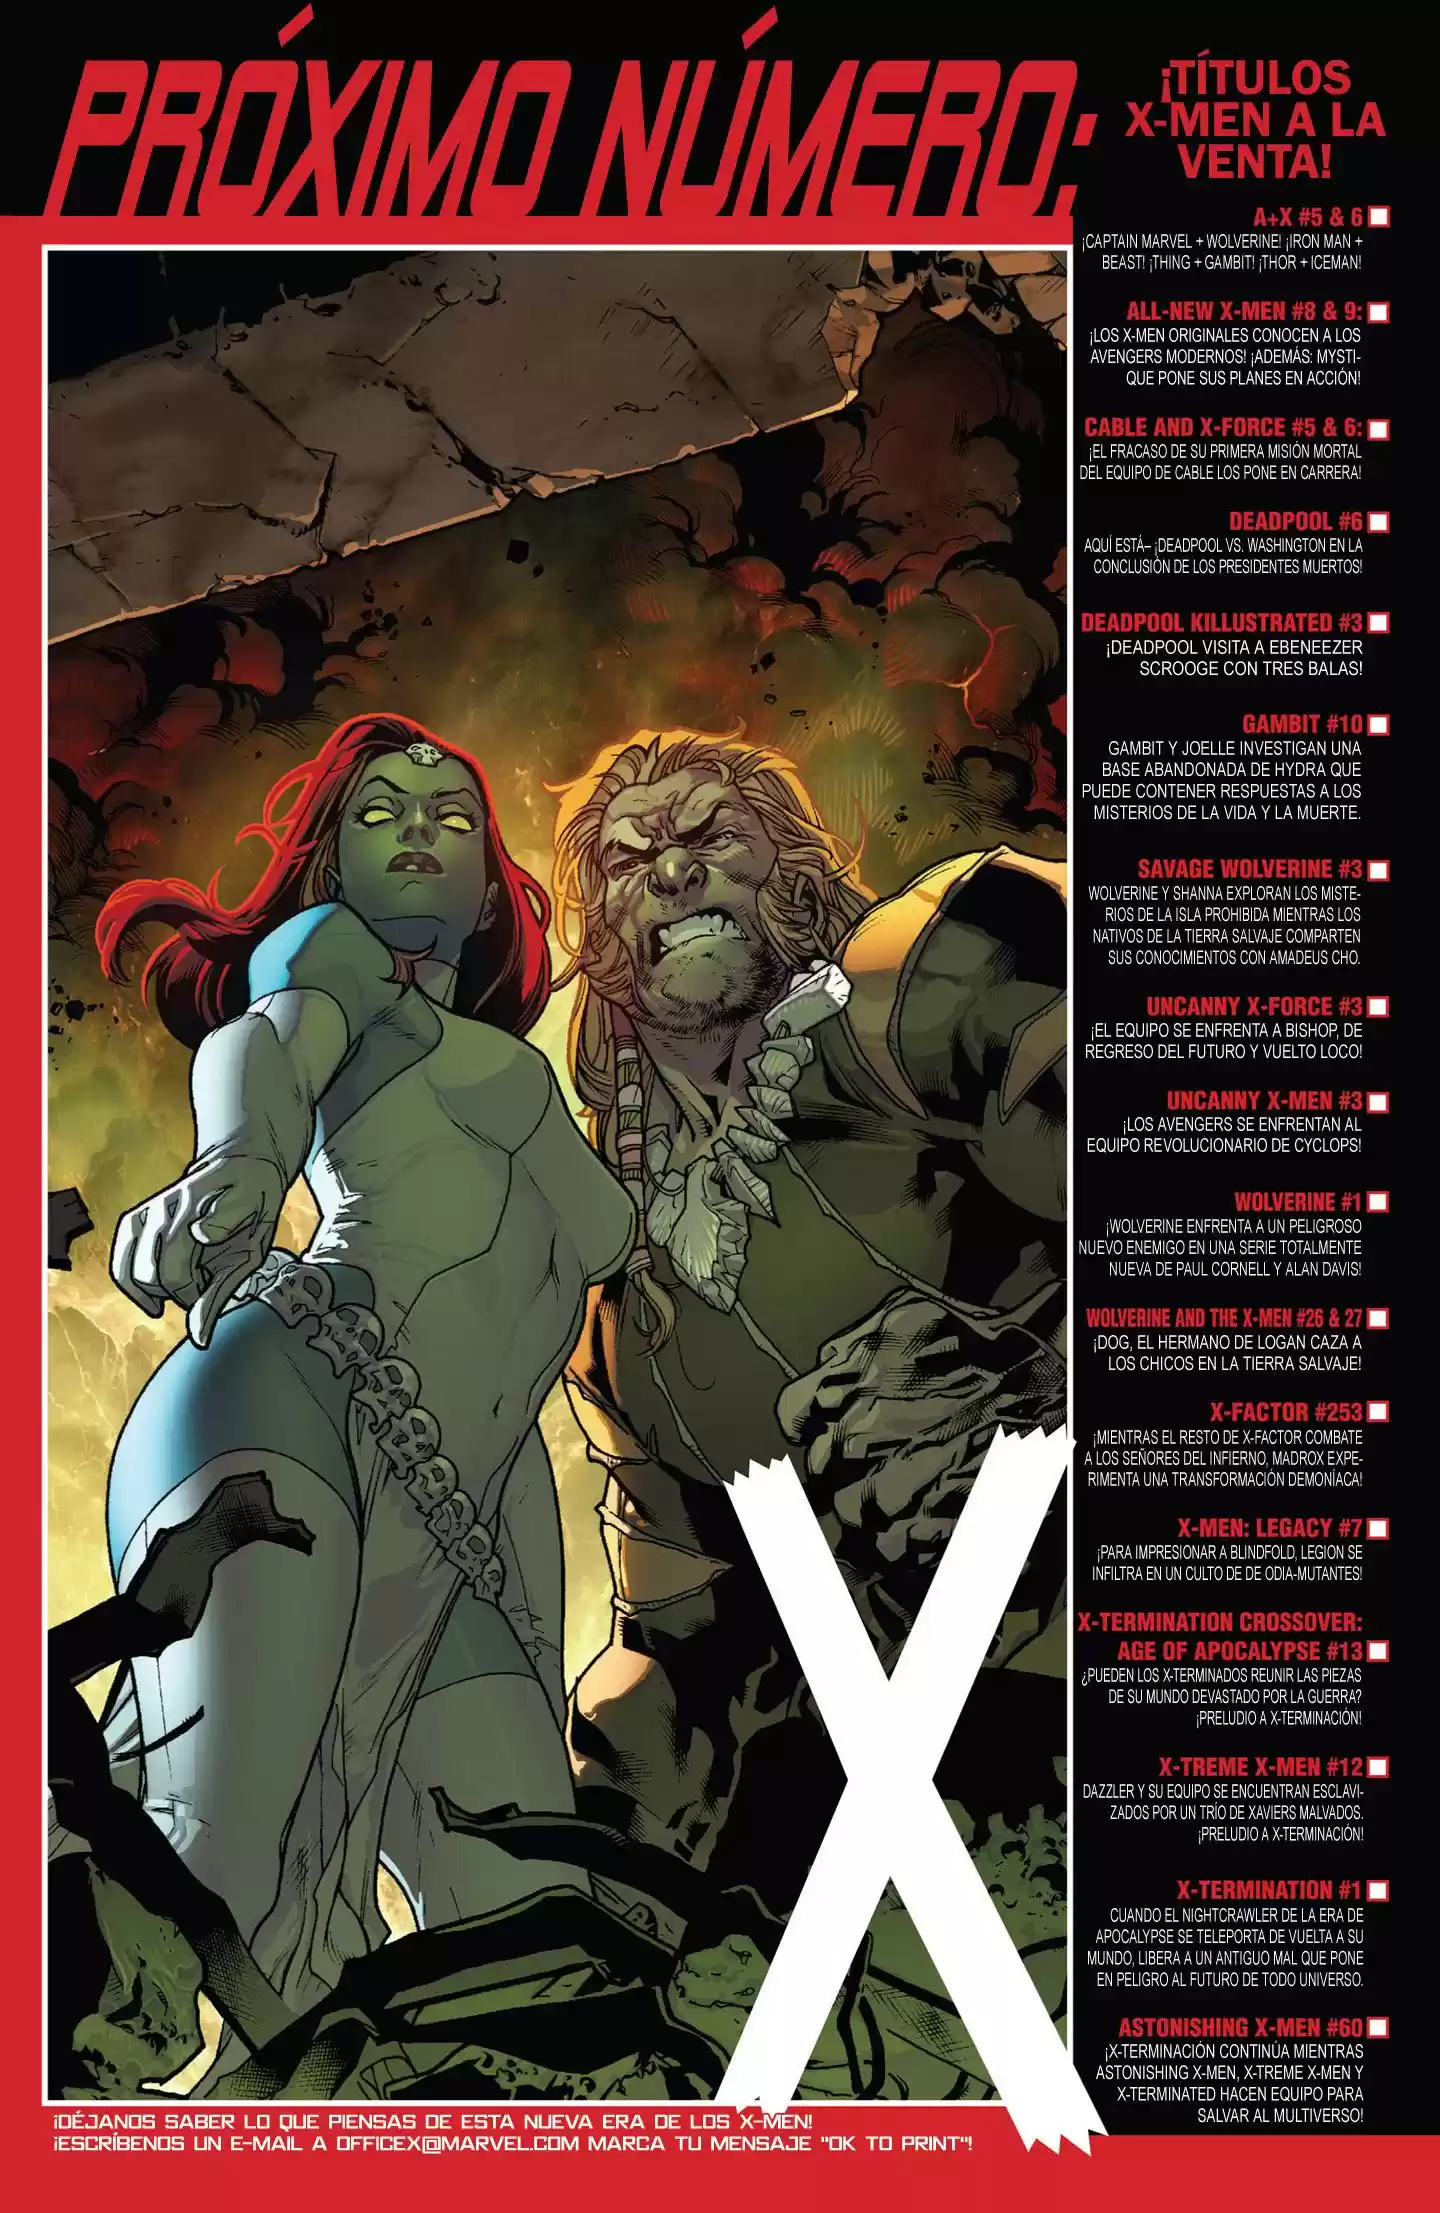 PRÓXIMO NÚMERO:
¡TÍTULOS
X-MEN A LA
VENTA!
A+X #5 & 6
¡CAPTAIN MARVEL + WOLVERINE! ¡IRON MAN +
BEAST! ¡THING + GAMBIT! ¡THOR + ICEMAN!
ALL-NEW X-MEN #8 & 9:
¡LOS X-MEN ORIGINALES CONOCEN A LOS
AVENGERS MODERNOS! ¡ADEMÁS: MYSTI-
QUE PONE SUS PLANES EN ACCIÓN!
CABLE AND X-FORCE #5 & 6:
¡EL FRACASO DE SU PRIMERA MISIÓN MORTAL
DEL EQUIPO DE CABLE LOS PONE EN CARRERA!
DEADPOOL #6
AQUÍ ESTÁ– ¡DEADPOOL VS. WASHINGTON EN LA
CONCLUSIÓN DE LOS PRESIDENTES MUERTOS!
DEADPOOL KILLUSTRATED #3
¡DEADPOOL VISITA A EBENEEZER
SCROOGE CON TRES BALAS!
GAMBIT #10
GAMBIT Y JOELLE INVESTIGAN UNA
BASE ABANDONADA DE HYDRA QUE
PUEDE CONTENER RESPUESTAS A LOS
MISTERIOS DE LA VIDA Y LA MUERTE.
SAVAGE WOLVERINE #3
WOLVERINE Y SHANNA EXPLORAN LOS MISTE-
RIOS DE LA ISLA PROHIBIDA MIENTRAS LOS
NATIVOS DE LA TIERRA SALVAJE COMPARTEN
SUS CONOCIMIENTOS CON AMADEUS CHO.
UNCANNY X-FORCE #3
¡EL EQUIPO SE ENFRENTA A BISHOP, DE
REGRESO DEL FUTURO Y VUELTO LOCO!
UNCANNY X-MEN #3
¡LOS AVENGERS SE ENFRENTAN AL
EQUIPO REVOLUCIONARIO DE CYCLOPS!
WOLVERINE #1
¡WOLVERINE ENFRENTA A UN PELIGROSO
NUEVO ENEMIGO EN UNA SERIE TOTALMENTE
NUEVA DE PAUL CORNELL Y ALAN DAVIS!
WOLVERINE AND THE X-MEN #26 & 27
¡DOG, EL HERMANO DE LOGAN CAZA A
LOS CHICOS EN LA TIERRA SALVAJE!
X-FACTOR #253
¡MIENTRAS EL RESTO DE X-FACTOR COMBATE
A LOS SEÑORES DEL INFIERNO, MADROX EXPE-
RIMENTA UNA TRANSFORMACIÓN DEMONÍACA!
X-MEN: LEGACY #7
¡PARA IMPRESIONAR A BLINDFOLD, LEGION SE
INFILTRA EN UN CULTO DE DE ODIA-MUTANTES!
X-TERMINATION CROSSOVER:
AGE OF APOCALYPSE #13
¿PUEDEN LOS X-TERMINADOS REUNIR LAS PIEZAS
DE SU MUNDO DEVASTADO POR LA GUERRA?
¡PRELUDIO A X-TERMINACIÓN!
X-TREME X-MEN #12
DAZZLER Y SU EQUIPO SE ENCUENTRAN ESCLAVI-
ZADOS POR UN TRÍO DE XAVIERS MALVADOS.
¡PRELUDIO A X-TERMINACIÓN!
X-TERMINATION #1
CUANDO EL NIGHTCRAWLER DE LA ERA DE
APOCALYPSE SE TELEPORTA DE VUELTA A SU
MUNDO, LIBERA A UN ANTIGUO MAL QUE PONE
EN PELIGRO AL FUTURO DE TODO UNIVERSO.
ASTONISHING X-MEN #60
¡X-TERMINACIÓN CONTINÚA MIENTRAS
ASTONISHING X-MEN, X-TREME X-MEN Y
X-TERMINATED HACEN EQUIPO PARA
SALVAR AL MULTIVERSO!
X
¡DÉJANOS SABER LO QUE PIENSAS DE ESTA NUEVA ERA DE LOS X-MEN!
¡ESCRÍBENOS UN E-MAIL A OFFICEX@MARVEL.COM MARCA TU MENSAJE "OK TO PRINT"!